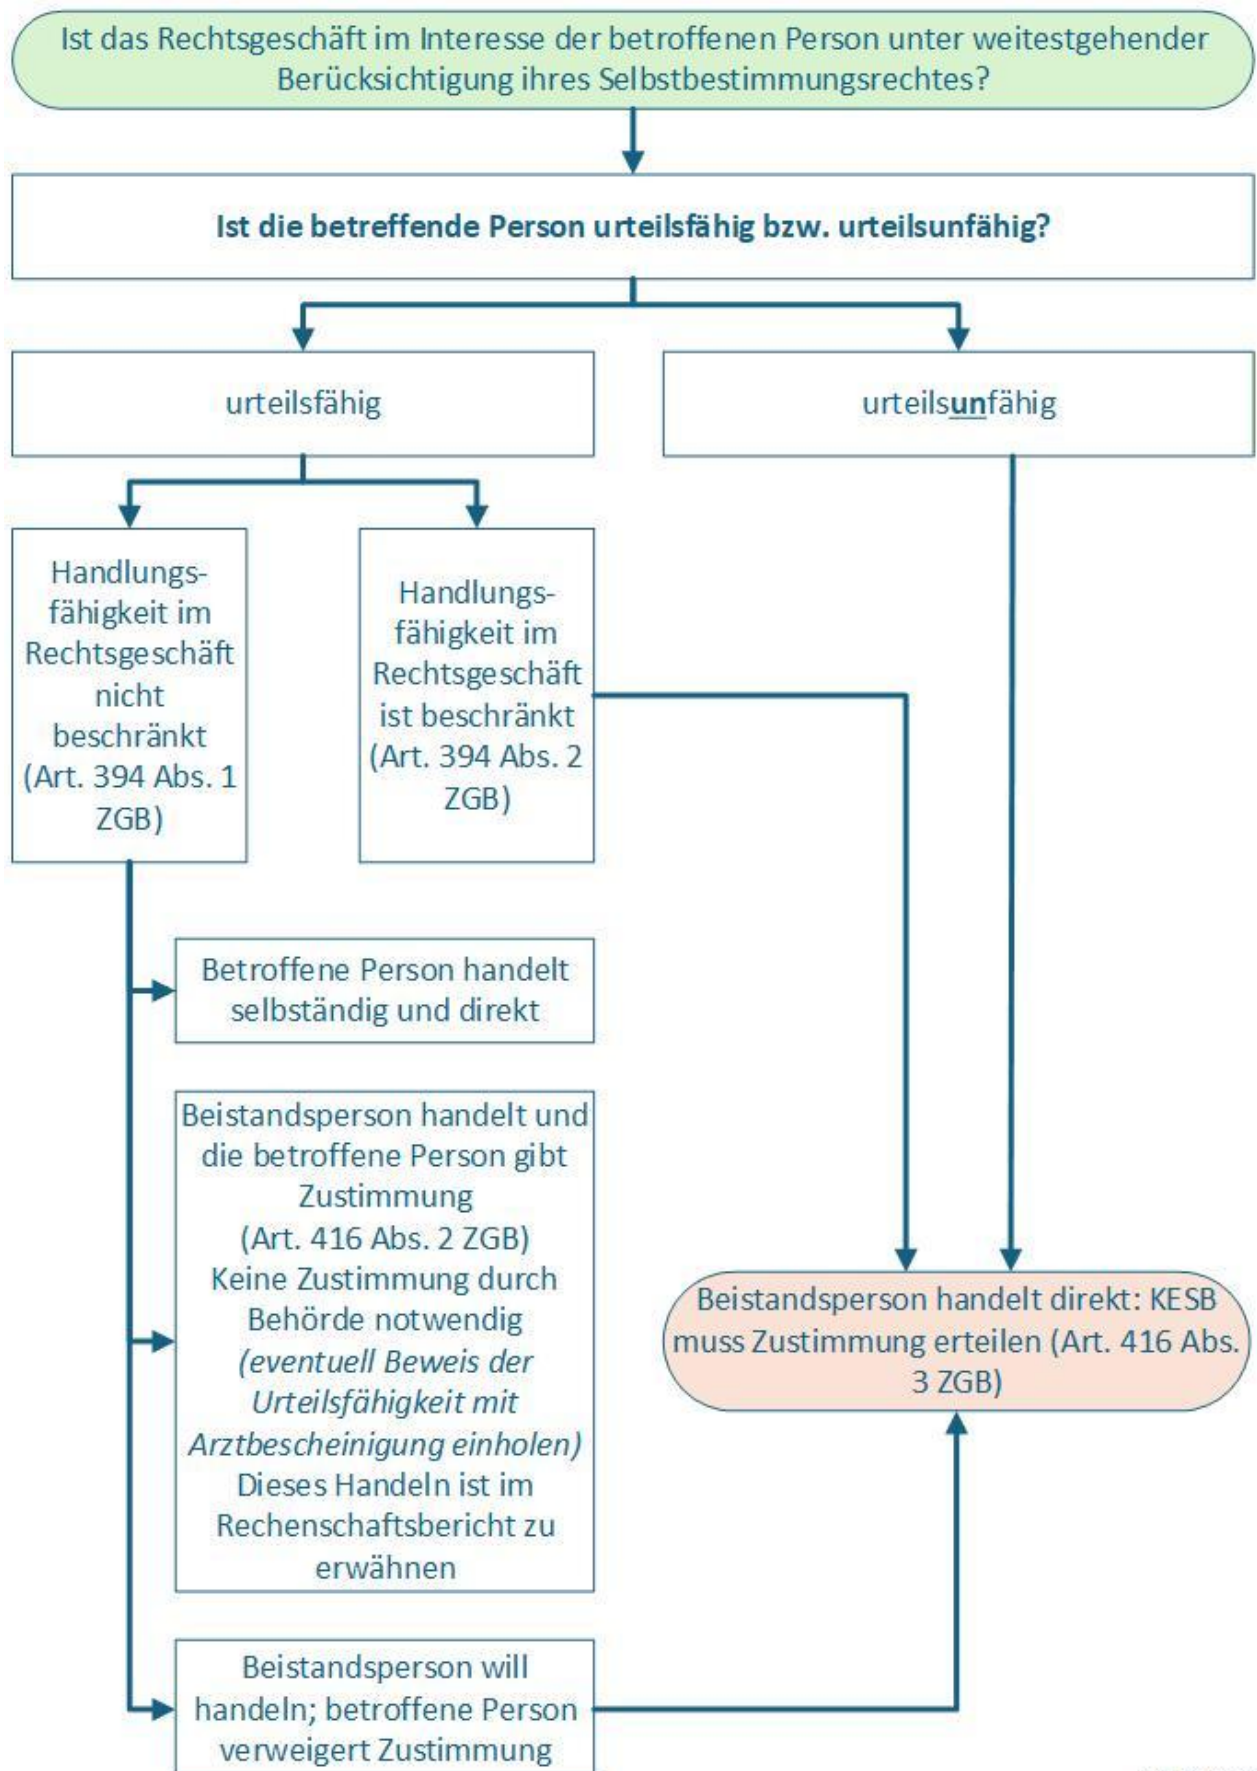 Ist das Rechtsgeschäft im Interesse der betroffenen Person unter weitestgehender
Berücksichtigung ihres Selbstbestimmungsrechtes?
Ist die betreffende Person urteilsfähig bzw. urteilsunfähig?
urteilsfähig
urteilsunfähig
Handlungs-
fähigkeit im
Rechtsgeschäft
nicht
beschränkt
(Art. 394 Abs. 1
ZGB)
Handlungs-
fähigkeit im
Rechtsgeschäft
ist beschränkt
(Art. 394 Abs. 2
ZGB)
Betroffene Person handelt
selbständig und direkt
Beistandsperson handelt und
die betroffene Person gibt
Zustimmung
(Art. 416 Abs. 2 ZGB)
Keine Zustimmung durch
Behörde notwendig
(eventuell Beweis der
Urteilsfähigkeit mit
Arztbescheinigung einholen)
Dieses Handeln ist im
Rechenschaftsbericht zu
erwähnen
Beistandsperson handelt direkt: KESB
muss Zustimmung erteilen (Art. 416 Abs.
3 ZGB)
Beistandsperson will
handeln; betroffene Person
verweigert Zustimmung